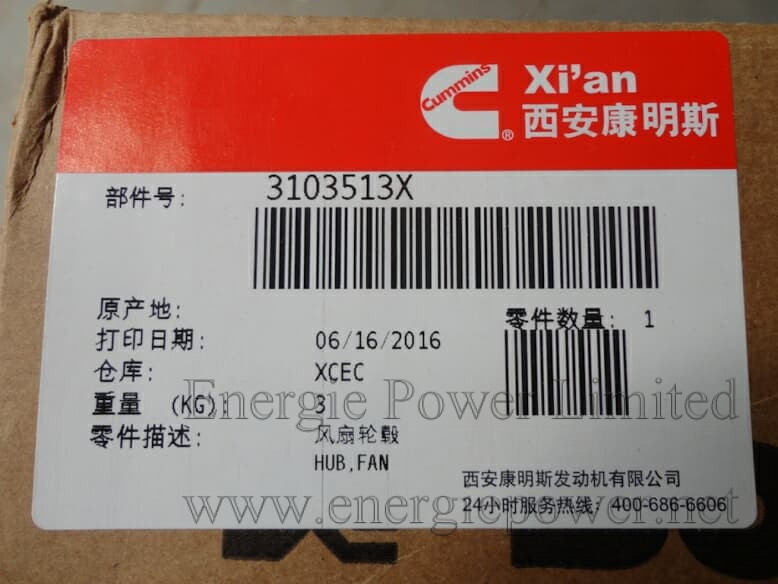 Cummins
Xi'an
®
西安康明斯
部件号: 3103513X
原产地:
零件数量: 1
打印日期: 06/16/2016
仓库: XCEC
重量 (KG): 3
零件描述: 风扇轮毂
HUB,FAN
西安康明斯发动机有限公司
24小时服务热线：400-686-6606
Energie Power Limited
www.energiepower.net